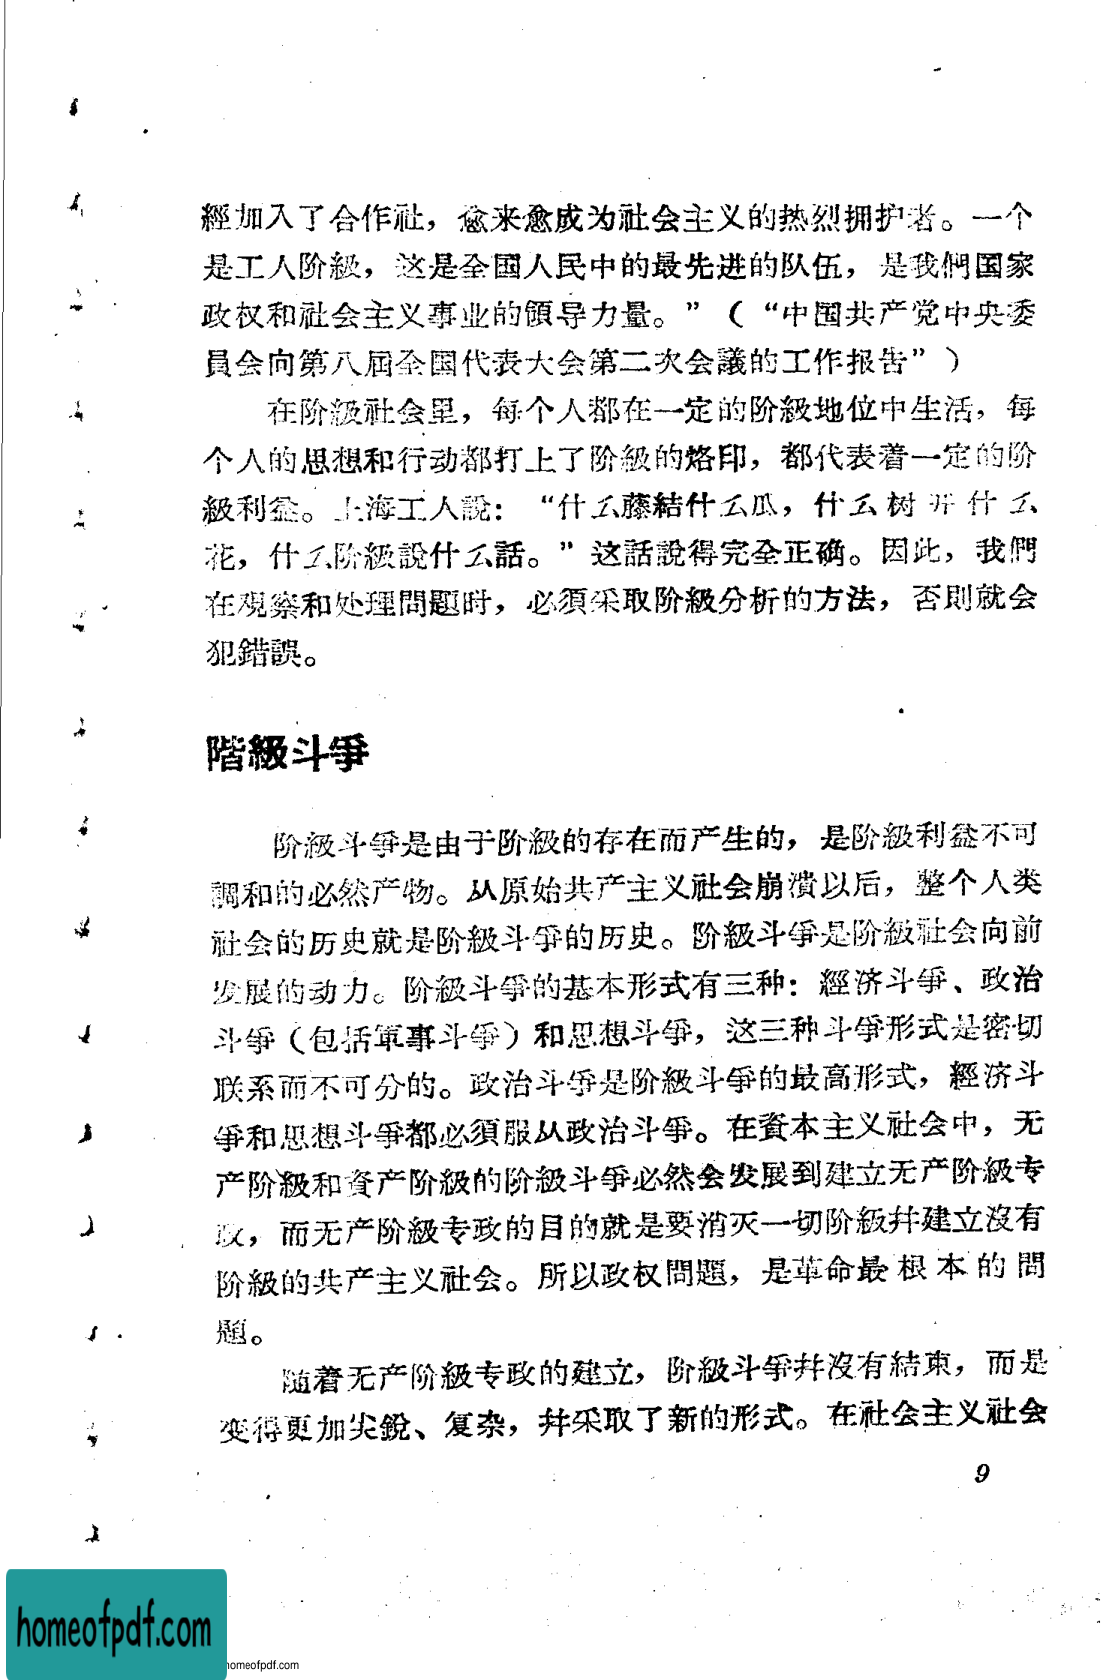 經加入了合作社，愈来愈成为社会主义的热烈拥护者。一个
是工人阶級，这是全国人民中的最先进的队伍，是我們国家
政权和社会主义事业的領导力量。”（“中国共产党中央委
員会向第八屆全国代表大会第二次会議的工作报告”）
在阶級社会里，每个人都在一定的阶級地位中生活，每
个人的思想和行动都打上了阶級的烙印，都代表着一定的阶
級利益。上海工人說：“什么藤結什么瓜，什么树开什么
花，什么阶級說什么話。”这話說得完全正确。因此，我們
在观察和处理問題时，必須采取阶級分析的方法，否則就会
犯錯誤。
階級斗爭
阶級斗爭是由于阶級的存在而产生的，是阶級利益不可
調和的必然产物。从原始共产主义社会崩潰以后，整个人类
社会的历史就是阶級斗爭的历史。阶級斗爭是阶級社会向前
发展的动力。阶級斗爭的基本形式有三种：經济斗爭、政治
斗爭（包括軍事斗爭）和思想斗爭，这三种斗爭形式是密切
联系而不可分的。政治斗爭是阶級斗爭的最高形式，經济斗
爭和思想斗爭都必須服从政治斗爭。在資本主义社会中，无
产阶級和資产阶級的阶級斗爭必然会发展到建立无产阶級专
政，而无产阶級专政的目的就是要消灭一切阶級并建立沒有
阶級的共产主义社会。所以政权問題，是革命最根本的問
題。
随着无产阶級专政的建立，阶級斗爭并沒有結束，而是
变得更加尖銳、复杂，并采取了新的形式。在社会主义社会
9
homeofpdf.com
homeofpdf.com